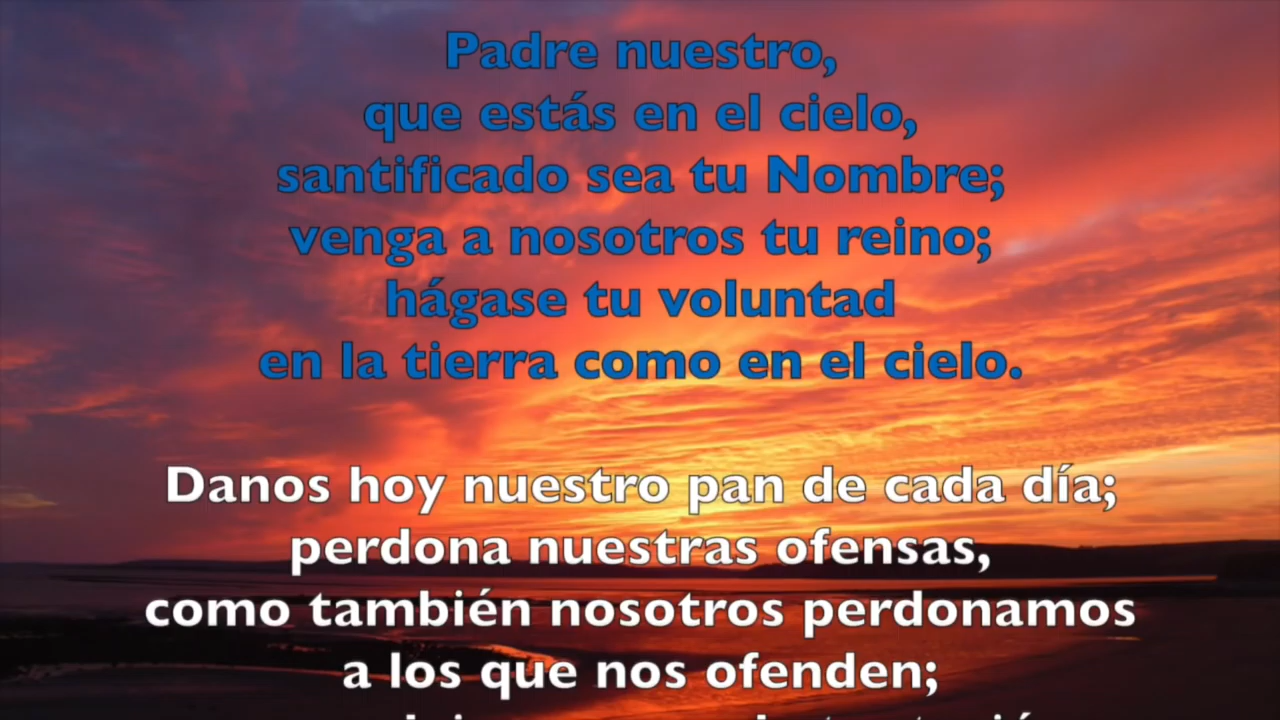 Padre nuestro,
que estás en el cielo,
santificado sea tu Nombre;
venga a nosotros tu reino;
hágase tu voluntad
en la tierra como en el cielo.
Danos hoy nuestro pan de cada día;
perdona nuestras ofensas,
como también nosotros perdonamos
a los que nos ofenden;